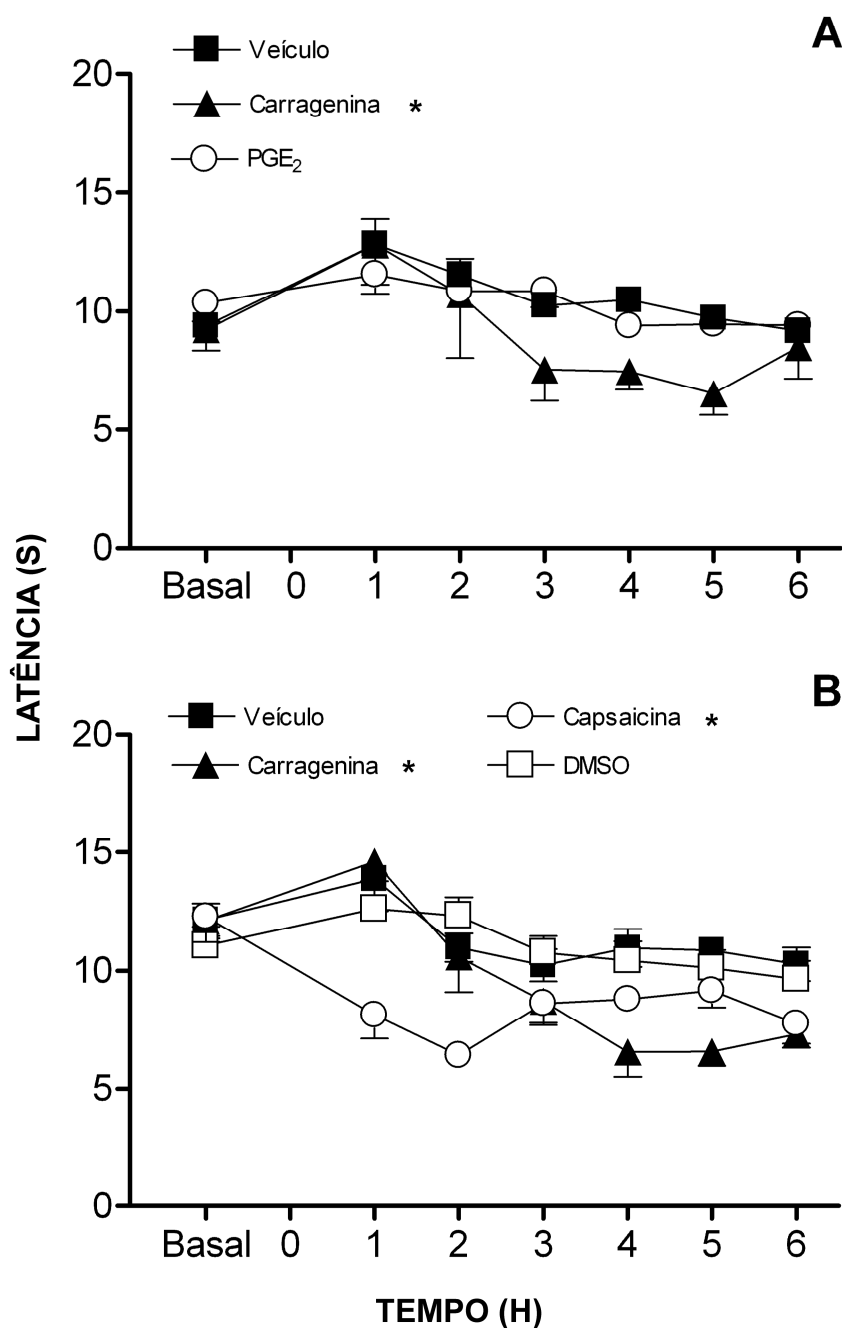 A
Veículo
Carragenina *
PGE₂
20
15
10
5
0
Basal 0 1 2 3 4 5 6
LATÊNCIA (S)
B
Veículo
Carragenina *
Capsaicina *
DMSO
20
15
10
5
0
Basal 0 1 2 3 4 5 6
TEMPO (H)